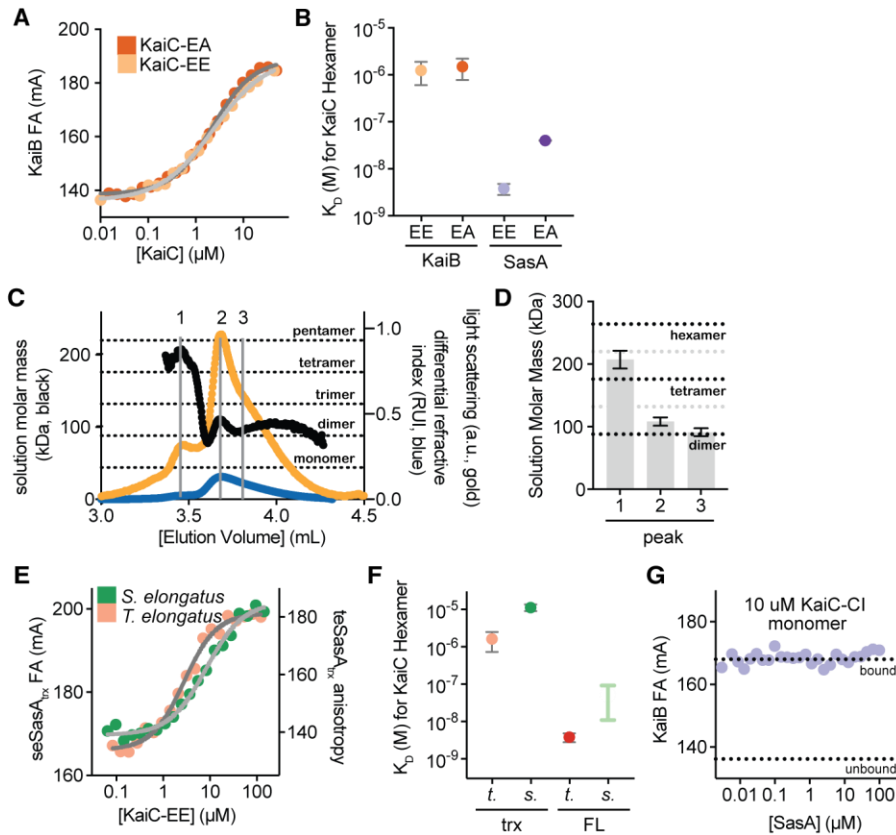 A
KaiC-EA
KaiC-EE
KaiB FA (mA)
200
180
160
140
0.01 0.1 1 10
[KaiC] (µM)
B
K_D (M) for KaiC Hexamer
10^-5
10^-6
10^-7
10^-8
10^-9
EE EA EE EA
KaiB SasA
C
solution molar mass
(kDa, black)
200
100
0
1 2 3
pentamer
tetramer
trimer
dimer
monomer
1.0
0.5
0.0
differential refractive
index (RUI, blue)
light scattering
(a.u., gold)
3.0 3.5 4.0 4.5
[Elution Volume] (mL)
D
Solution Molar Mass (kDa)
300
200
100
0
hexamer
tetramer
dimer
1 2 3
peak
E
S. elongatus
T. elongatus
seSasA_trx FA (mA)
200
180
160
180
160
140
teSasA_trx anisotropy
0.1 1 10 100
[KaiC-EE] (µM)
F
K_D (M) for KaiC Hexamer
10^-4
10^-5
10^-6
10^-7
10^-8
10^-9
t. s. t. s.
trx FL
G
KaiB FA (mA)
180
160
140
10 uM KaiC-CI
monomer
bound
unbound
0.01 0.1 1 10 100
[SasA] (µM)